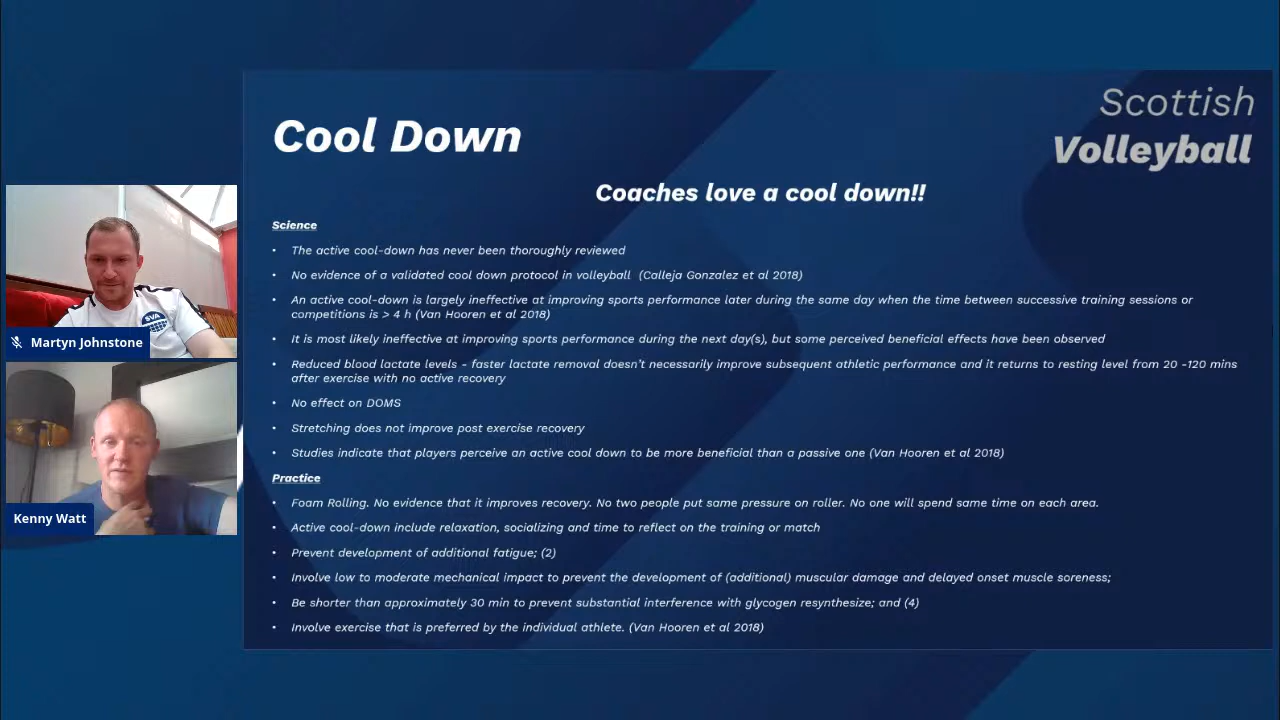 Scottish
Volleyball
Cool Down
Coaches love a cool down!!
Science
• The active cool-down has never been thoroughly reviewed
• No evidence of a validated cool down protocol in volleyball (Calleja Gonzalez et al 2018)
• An active cool-down is largely ineffective at improving sports performance later during the same day when the time between successive training sessions or
competitions is > 4 h (Van Hooren et al 2018)
• It is most likely ineffective at improving sports performance during the next day(s), but some perceived beneficial effects have been observed
• Reduced blood lactate levels - faster lactate removal doesn't necessarily improve subsequent athletic performance and it returns to resting level from 20 -120 mins
after exercise with no active recovery
• No effect on DOMS
• Stretching does not improve post exercise recovery
• Studies indicate that players perceive an active cool down to be more beneficial than a passive one (Van Hooren et al 2018)
Practice
• Foam Rolling. No evidence that it improves recovery. No two people put same pressure on roller. No one will spend same time on each area.
• Active cool-down include relaxation, socializing and time to reflect on the training or match
• Prevent development of additional fatigue; (2)
• Involve low to moderate mechanical impact to prevent the development of (additional) muscular damage and delayed onset muscle soreness;
• Be shorter than approximately 30 min to prevent substantial interference with glycogen resynthesize; and (4)
• Involve exercise that is preferred by the individual athlete. (Van Hooren et al 2018)
SVA
Martyn Johnstone
Kenny Watt